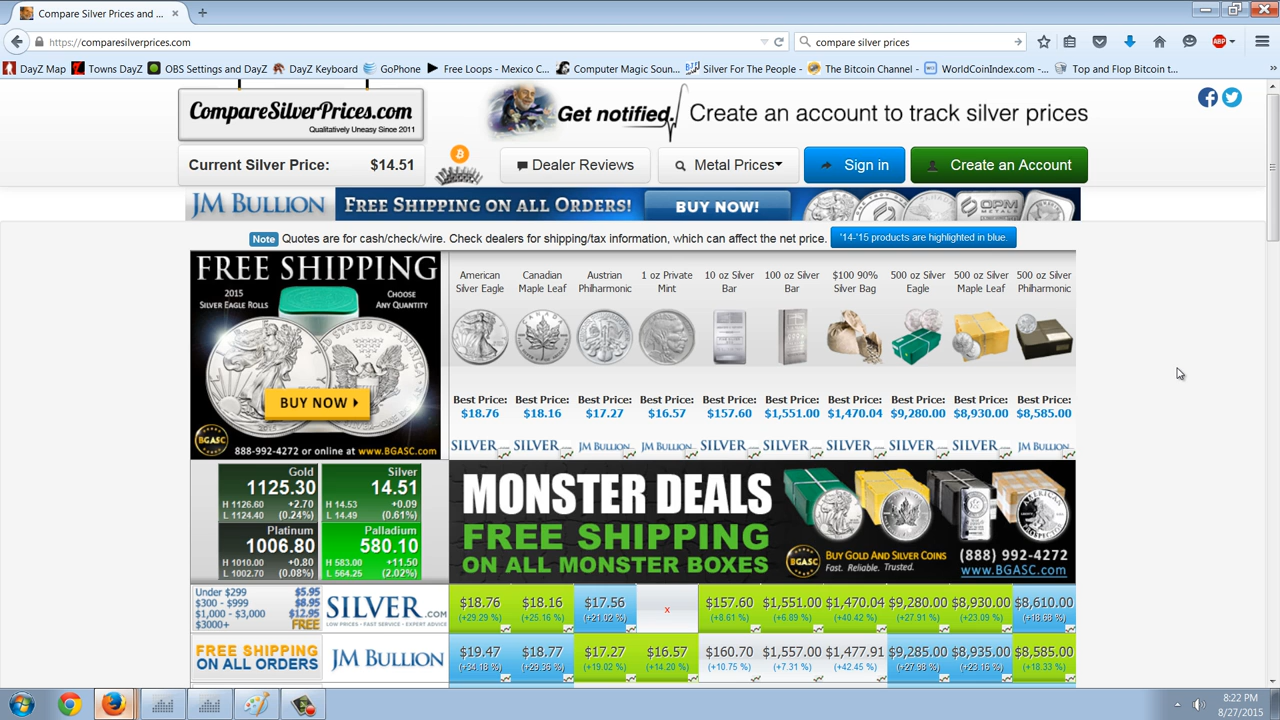 Compare Silver Prices and ...
https://comparesilverprices.com
compare silver prices
ABP
DayZ Map
Towns DayZ
OBS Settings and DayZ
DayZ Keyboard
GoPhone
Free Loops - Mexico C...
Computer Magic Soun...
Silver For The People -
The Bitcoin Channel -
WorldCoinIndex.com -...
Top and Flop Bitcoin t...
CompareSilverPrices.com
Qualitatively Uneasy Since 2011
Get notified.
Create an account to track silver prices
Current Silver Price: $14.51
Dealer Reviews
Metal Prices
Sign in
Create an Account
JM BULLION
FREE SHIPPING ON ALL ORDERS!
BUY NOW!
OPM
Note Quotes are for cash/check/wire. Check dealers for shipping/tax information, which can affect the net price. '14-'15 products are highlighted in blue.
FREE SHIPPING
2015
SILVER EAGLE ROLLS
CHOOSE
ANY QUANTITY
BUY NOW
BGASC
888-992-4272 or online at www.BGASC.com
American Silver Eagle
Canadian Maple Leaf
Austrian Philharmonic
1 oz Private Mint
10 oz Silver Bar
100 oz Silver Bar
$100 90% Silver Bag
500 oz Silver Eagle
500 oz Silver Maple Leaf
500 oz Silver Philharmonic
Best Price: Best Price: Best Price: Best Price: Best Price: Best Price: Best Price: Best Price: Best Price: Best Price:
$18.76 $18.16 $17.27 $16.57 $157.60 $1,551.00 $1,470.04 $9,280.00 $8,930.00 $8,585.00
SILVER SILVER JM BULLION JM BULLION SILVER SILVER SILVER SILVER SILVER JM BULLION
Gold
1125.30
H 1126.60 +2.70
L 1124.40 (0.24%)
Silver
14.51
H 14.53 +0.09
L 14.49 (0.61%)
Platinum
1006.80
H 1010.00 +0.80
L 1002.70 (0.08%)
Palladium
580.10
H 583.00 +11.50
L 564.25 (2.02%)
MONSTER DEALS
FREE SHIPPING
ON ALL MONSTER BOXES
BGASC
BUY GOLD AND SILVER COINS
Fast. Reliable. Trusted.
(888) 992-4272
www.BGASC.com
Under $299 $5.95
$300 - $999 $8.95
$1,000 - $3,000 $12.95
$3000+ FREE
SILVER.COM
LOW PRICES • FAST SERVICE • EXPERT ADVICE
$18.76 $18.16 $17.56 x $157.60 $1,551.00 $1,470.04 $9,280.00 $8,930.00 $8,610.00
(+29.29 %) (+25.16 %) (+21.02 %) (+8.61 %) (+6.89 %) (+40.42 %) (+27.91 %) (+23.09 %) (+18.68 %)
FREE SHIPPING
ON ALL ORDERS
JM BULLION
$19.47 $18.77 $17.27 $16.57 $160.70 $1,557.00 $1,477.91 $9,285.00 $8,935.00 $8,585.00
(+34.18 %) (+29.36 %) (+19.02 %) (+14.20 %) (+10.75 %) (+7.31 %) (+42.45 %) (+27.98 %) (+23.16 %) (+18.33 %)
8:22 PM
8/27/2015